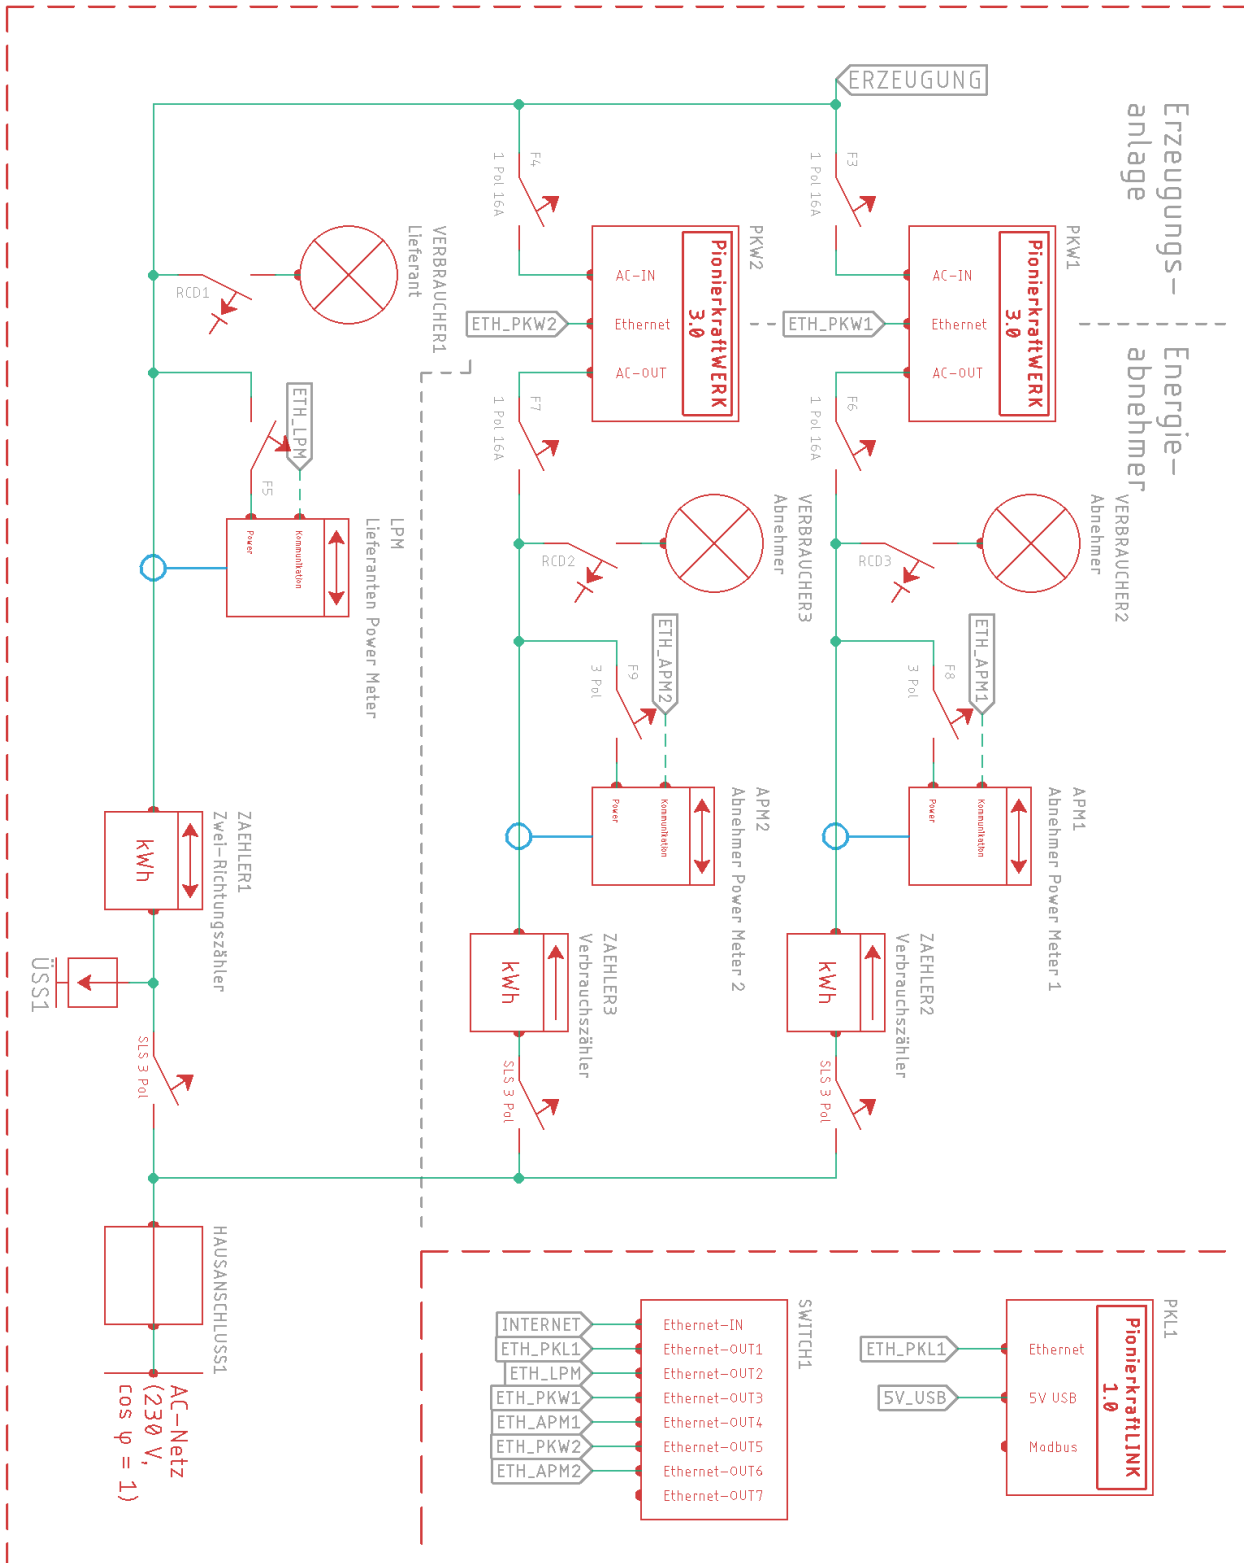 ERZEUGUNG
Erzeugungs-
anlage
Energie-
abnehmer
F4
1 Pol 16A
F3
1 Pol 16A
PKW2
PionierkraftWERK
3.0
AC-IN
Ethernet
AC-OUT
ETH_PKW2
PKW1
PionierkraftWERK
3.0
AC-IN
Ethernet
AC-OUT
ETH_PKW1
VERBRAUCHER1
Lieferant
RCD1
ETH_LPM
F5
LPM
Lieferanten Power Meter
Kommunikation
Power
F7
1 Pol 16A
F6
1 Pol 16A
VERBRAUCHER3
Abnehmer
RCD2
VERBRAUCHER2
Abnehmer
RCD3
ETH_APM2
F9
3 Pol
ETH_APM1
F8
3 Pol
APM2
Abnehmer Power Meter 2
Kommunikation
Power
APM1
Abnehmer Power Meter 1
Kommunikation
Power
ZAEHLER1
Zwei-Richtungszähler
kWh
ZAEHLER3
Verbrauchszähler
kWh
ZAEHLER2
Verbrauchszähler
kWh
ÜSS1
SLS 3 Pol
SLS 3 Pol
SLS 3 Pol
HAUSANSCHLUSS1
AC-Netz
(230 V,
cos φ = 1)
SWITCH1
INTERNET
Ethernet-IN
ETH_PKL1
Ethernet-OUT1
ETH_LPM
Ethernet-OUT2
ETH_PKW1
Ethernet-OUT3
ETH_APM1
Ethernet-OUT4
ETH_PKW2
Ethernet-OUT5
ETH_APM2
Ethernet-OUT6
Ethernet-OUT7
PKL1
PionierkraftLINK
1.0
ETH_PKL1
Ethernet
5V_USB
5V USB
Modbus